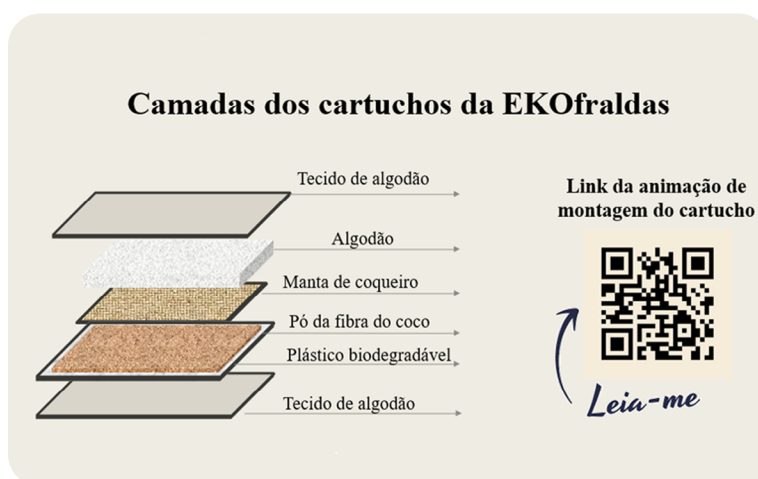 Camadas dos cartuchos da EKOfraldas
Tecido de algodão
Algodão
Manta de coqueiro
Pó da fibra do coco
Plástico biodegradável
Tecido de algodão
Link da animação de
montagem do cartucho
Leia-me